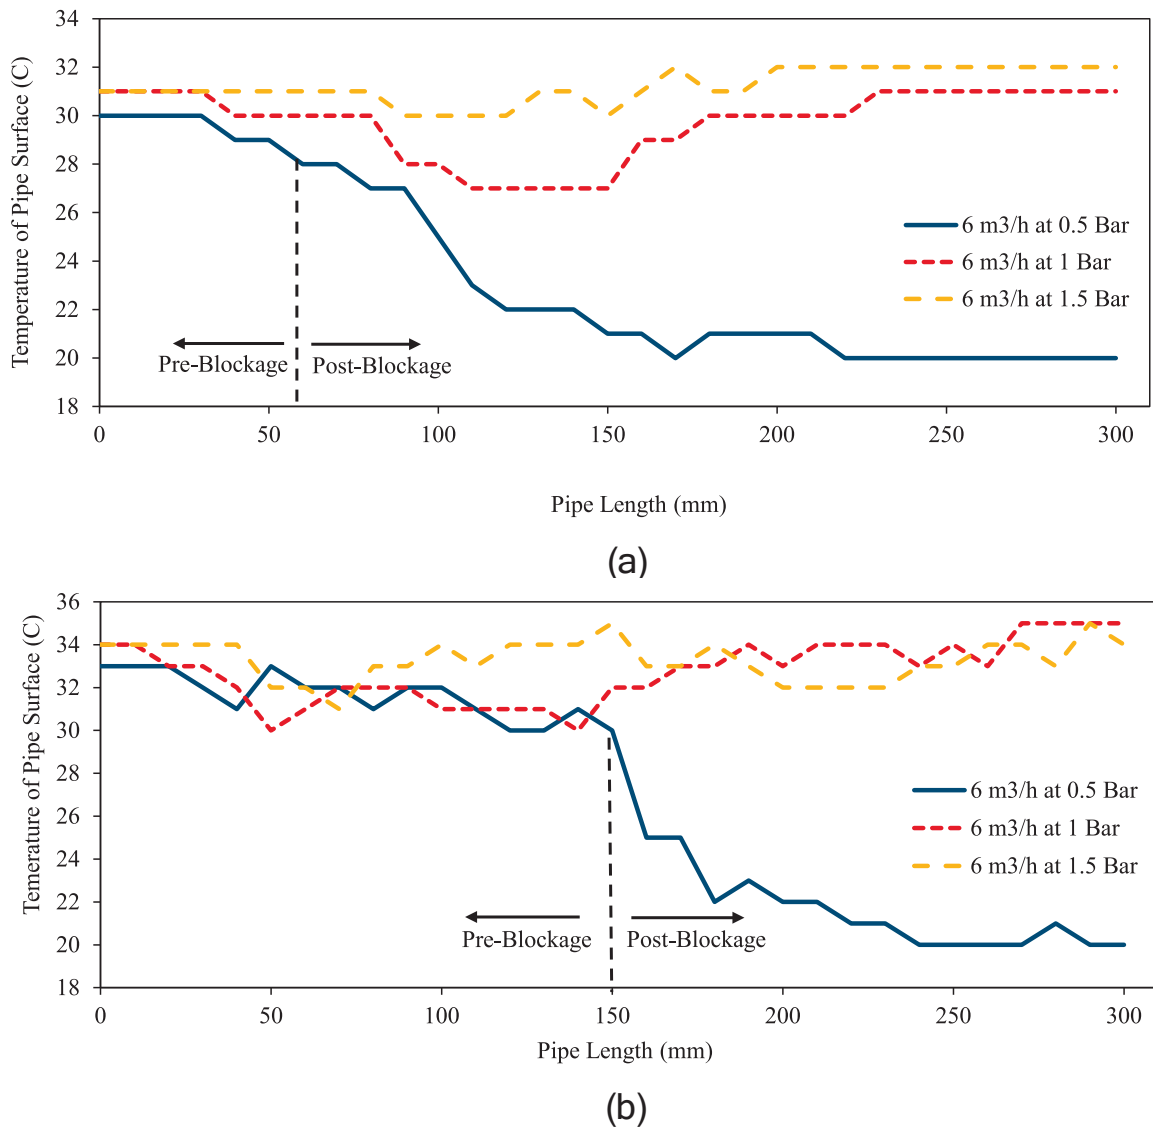 34
32
30
28
26
24
22
20
18
Temperature of Pipe Surface (C)
6 m3/h at 0.5 Bar
6 m3/h at 1 Bar
6 m3/h at 1.5 Bar
Pre-Blockage
Post-Blockage
0
50
100
150
200
250
300
Pipe Length (mm)
(a)
36
34
32
30
28
26
24
22
20
18
Temerature of Pipe Surface (C)
6 m3/h at 0.5 Bar
6 m3/h at 1 Bar
6 m3/h at 1.5 Bar
Pre-Blockage
Post-Blockage
0
50
100
150
200
250
300
Pipe Length (mm)
(b)